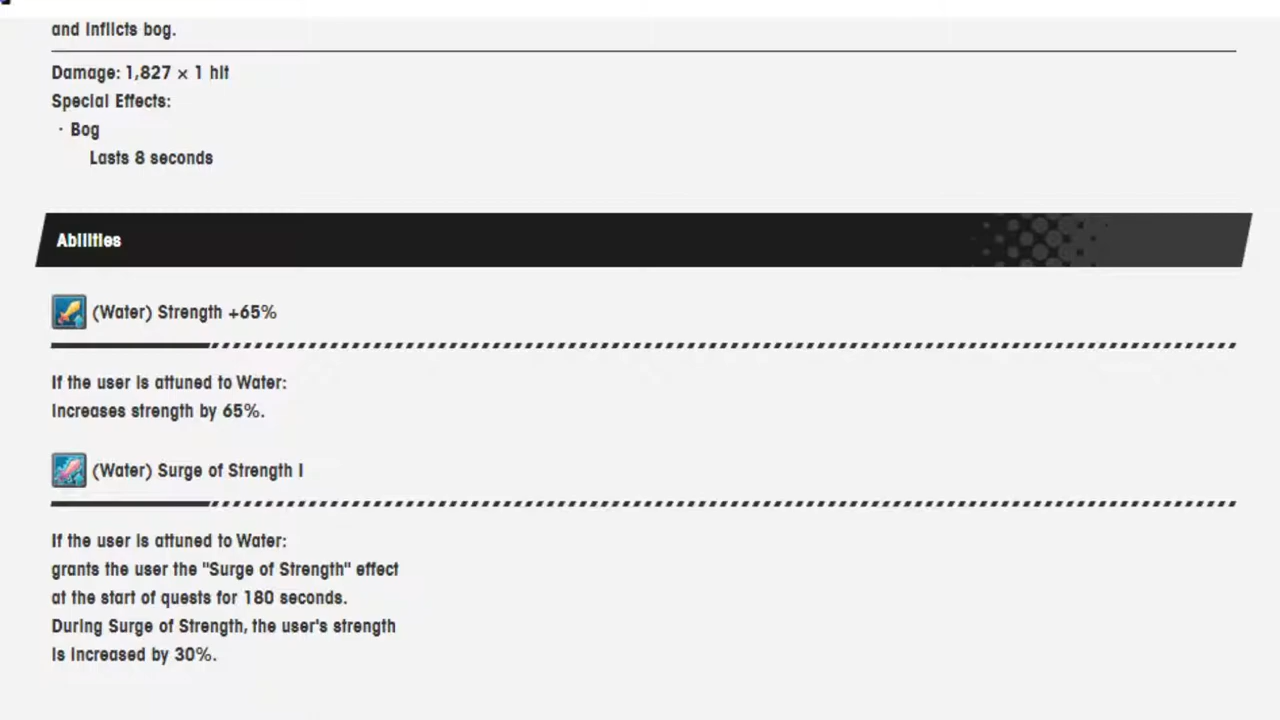 and inflicts bog.
Damage: 1,827 × 1 hit
Special Effects:
· Bog
Lasts 8 seconds
Abilities
(Water) Strength +65%
If the user is attuned to Water:
Increases strength by 65%.
(Water) Surge of Strength I
If the user is attuned to Water:
grants the user the "Surge of Strength" effect
at the start of quests for 180 seconds.
During Surge of Strength, the user's strength
is increased by 30%.